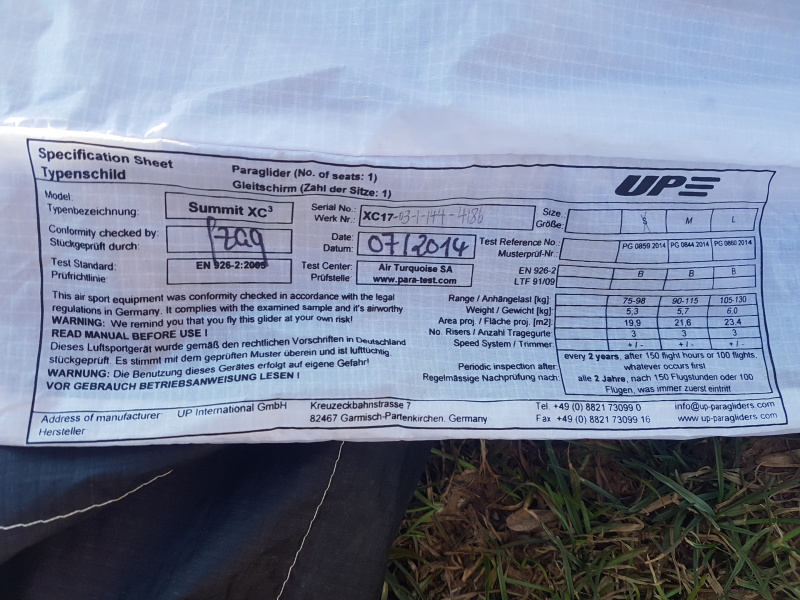 Specification Sheet
Typenschild
Paraglider (No. of seats: 1)
Gleitschirm (Zahl der Sitze: 1)
UP
Model:
Typenbezeichnung:
Summit XC³
Serial No.:
Werk Nr.:
XC17-
Size:
Größe:
S M L
Conformity checked by:
Stückgeprüft durch:
Date:
Datum:
07/2014
Test Reference No.:
Musterprüf-Nr.:
PG 0859.2014 PG 0844.2014 PG 0860.2014
Test Standard:
Prüfrichtlinie:
EN 926-2:2005
Test Center:
Prüfstelle:
Air Turquoise SA
www.para-test.com
EN 926-2
LTF 91/09
B B B
This air sport equipment was conformity checked in accordance with the legal
regulations in Germany. It complies with the examined sample and it's airworthy
WARNING: We remind you that you fly this glider at your own risk!
READ MANUAL BEFORE USE !
Dieses Luftsportgerät wurde gemäß den rechtlichen Vorschriften in Deutschland
stückgeprüft. Es stimmt mit dem geprüften Muster überein und ist lufttüchtig.
WARNUNG: Die Benutzung dieses Gerätes erfolgt auf eigene Gefahr!
VOR GEBRAUCH BETRIEBSANWEISUNG LESEN !
Range / Anhängelast [kg] 75-98 90-115 105-130
Weight / Gewicht [kg] 5,3 5,7 6,0
Area proj. / Fläche proj. [m2] 19,9 21,6 23,4
No. Risers / Anzahl Tragegurte 3 3 3
Speed System / Trimmer + / - + / - + / -
Periodic inspection after:
Regelmässige Nachprüfung nach:
every 2 years, after 150 flight hours or 100 flights,
whatever occurs first
alle 2 Jahre, nach 150 Flugstunden oder 100
Flügen, was immer zuerst eintritt
Address of manufacturer
Hersteller
UP International GmbH
Kreuzeckbahnstrasse 7
82467 Garmisch-Partenkirchen, Germany
Tel. +49 (0) 8821 73099 0
Fax +49 (0) 8821 73099 16
info@up-paragliders.com
www.up-paragliders.com